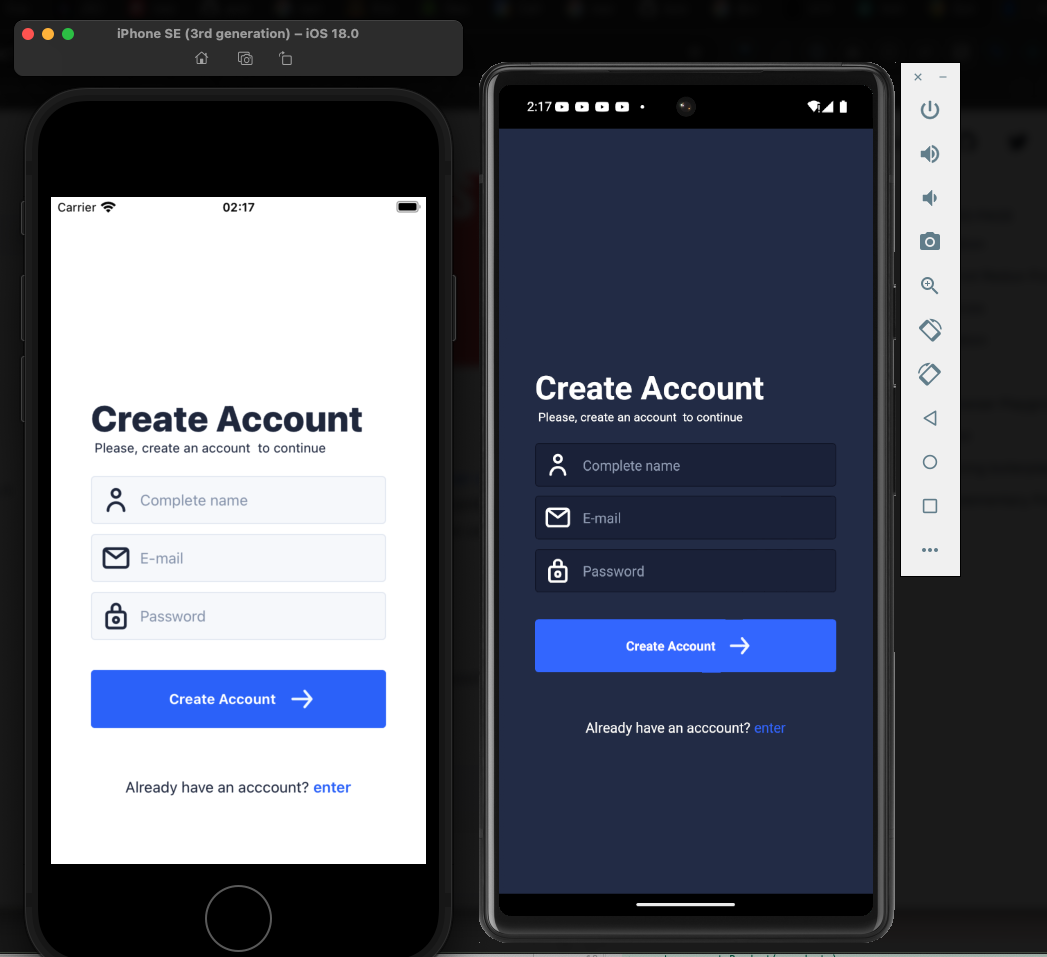 iPhone SE (3rd generation) – iOS 18.0
Carrier
02:17
Create Account
Please, create an account  to continue
Complete name
E-mail
Password
Create Account
Already have an acccount? enter
2:17
Create Account
Please, create an account  to continue
Complete name
E-mail
Password
Create Account
Already have an acccount? enter